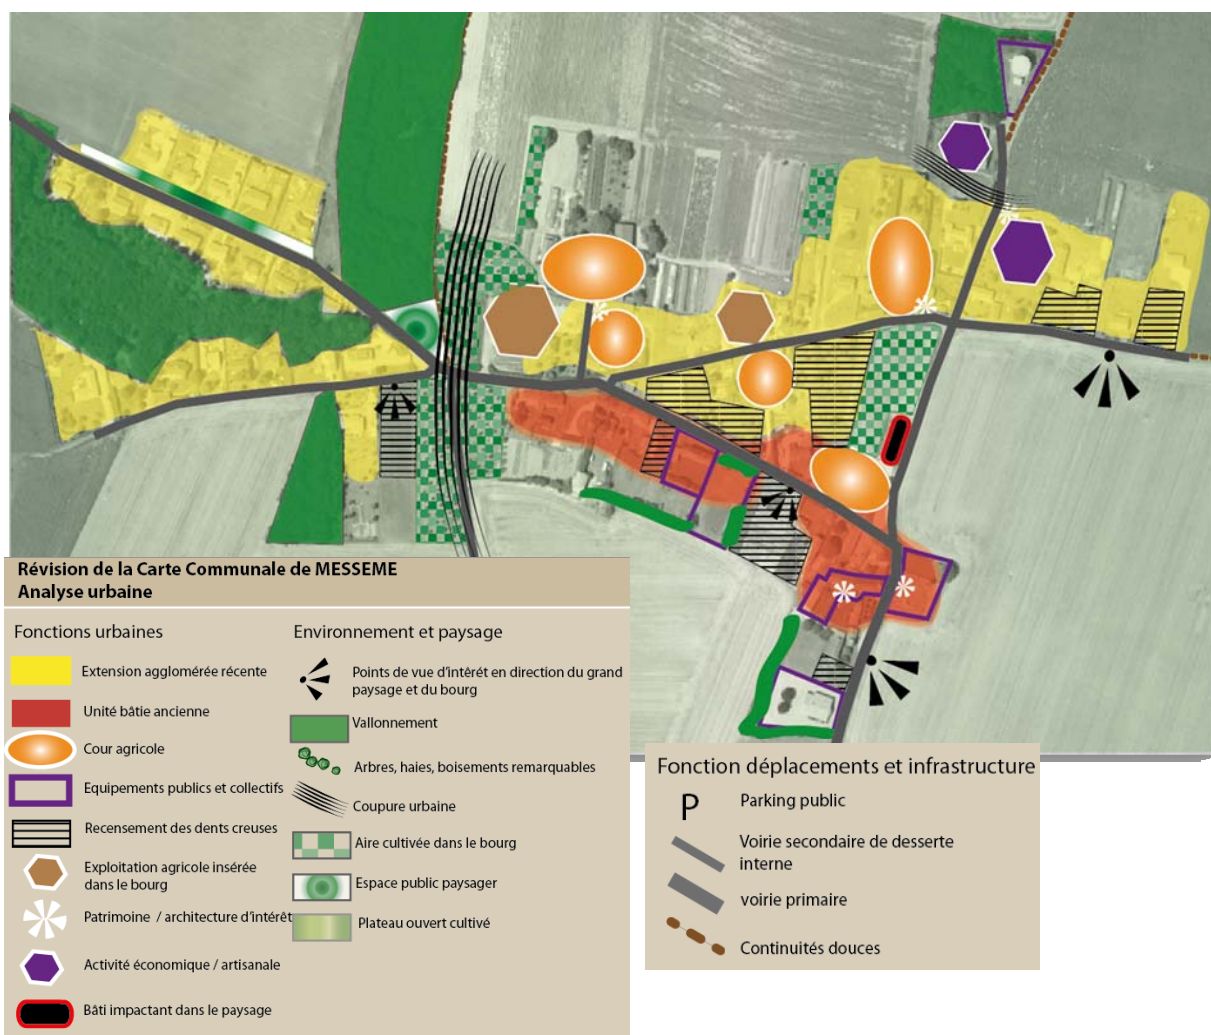 Révision de la Carte Communale de MESSEME
Analyse urbaine
Fonctions urbaines
Extension agglomérée récente
Unité bâtie ancienne
Cour agricole
Equipements publics et collectifs
Recensement des dents creuses
Exploitation agricole insérée
dans le bourg
Patrimoine / architecture d'intérêt
Activité économique / artisanale
Bâti impactant dans le paysage
Environnement et paysage
Points de vue d'intêrét en direction du grand
paysage et du bourg
Vallonnement
Arbres, haies, boisements remarquables
Coupure urbaine
Aire cultivée dans le bourg
Espace public paysager
Plateau ouvert cultivé
Fonction déplacements et infrastructure
P Parking public
Voirie secondaire de desserte
interne
voirie primaire
Continuités douces